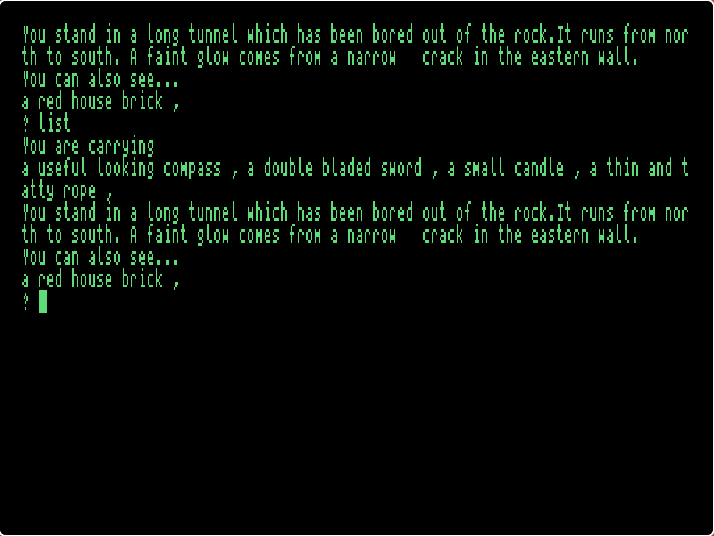 You stand in a long tunnel which has been bored out of the rock.It runs from nor
th to south. A faint glow comes from a narrow   crack in the eastern wall.
You can also see...
a red house brick ,
? list
You are carrying
a useful looking compass , a double bladed sword , a small candle , a thin and t
atty rope ,
You stand in a long tunnel which has been bored out of the rock.It runs from nor
th to south. A faint glow comes from a narrow   crack in the eastern wall.
You can also see...
a red house brick ,
?